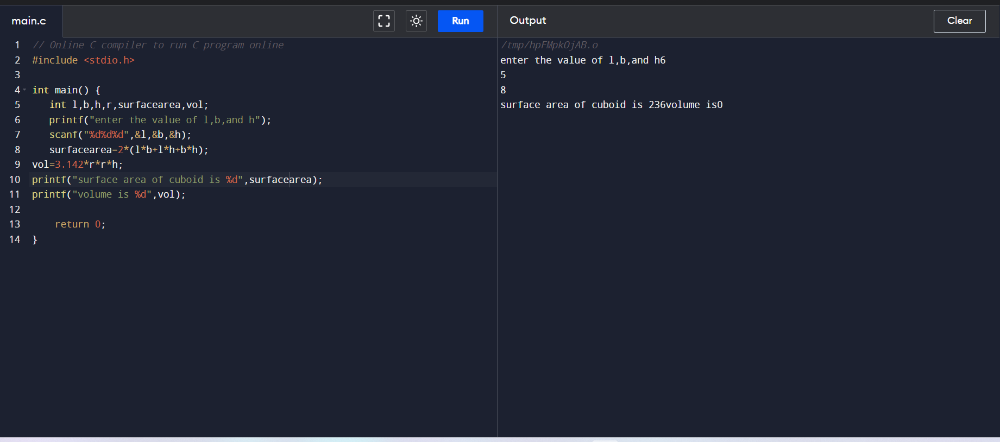 main.c
Run
Output
Clear
1 // Online C compiler to run C program online
2 #include <stdio.h>
3
4 int main() {
5    int l,b,h,r,surfacearea,vol;
6    printf("enter the value of l,b,and h");
7    scanf("%d%d%d",&l,&b,&h);
8    surfacearea=2*(l*b+l*h+b*h);
9 vol=3.142*r*r*h;
10 printf("surface area of cuboid is %d",surfacearea);
11 printf("volume is %d",vol);
12
13     return 0;
14 }
/tmp/hpFMpkOjAB.o
enter the value of l,b,and h6
5
8
surface area of cuboid is 236volume is0